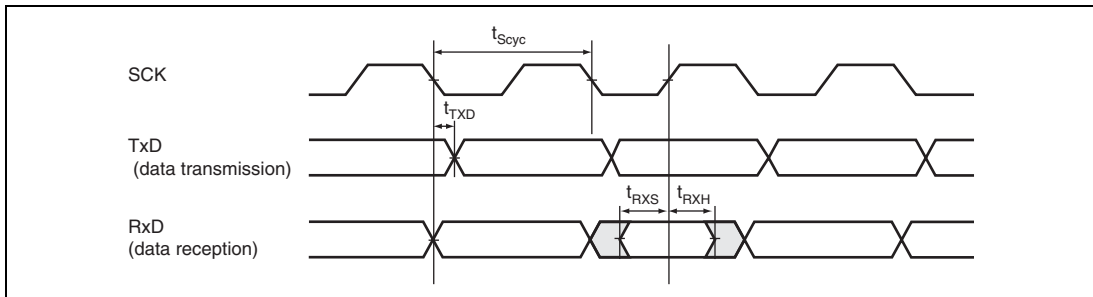 tScyc
SCK
tTXD
TxD
(data transmission)
tRXS
tRXH
RxD
(data reception)